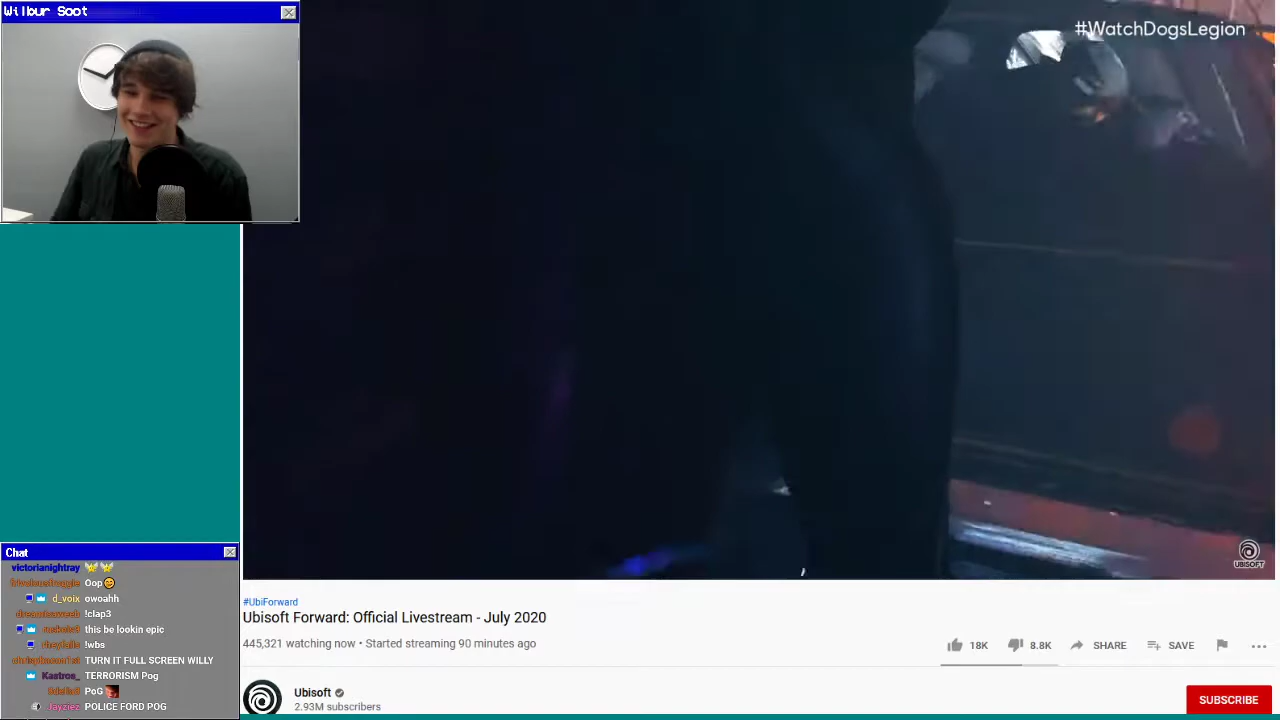 Wilbur Soot
#WatchDogsLegion
UBISOFT
Chat
victorianightray
Oop
d_voix owoahh
!clap3
this be lookin epic
!wbs
TURN IT FULL SCREEN WILLY
Kastros_ TERRORISM Pog
PoG
Jayziez POLICE FORD POG
#UbiForward
Ubisoft Forward: Official Livestream - July 2020
445,321 watching now • Started streaming 90 minutes ago
18K 8.8K SHARE SAVE
Ubisoft
2.93M subscribers
SUBSCRIBE